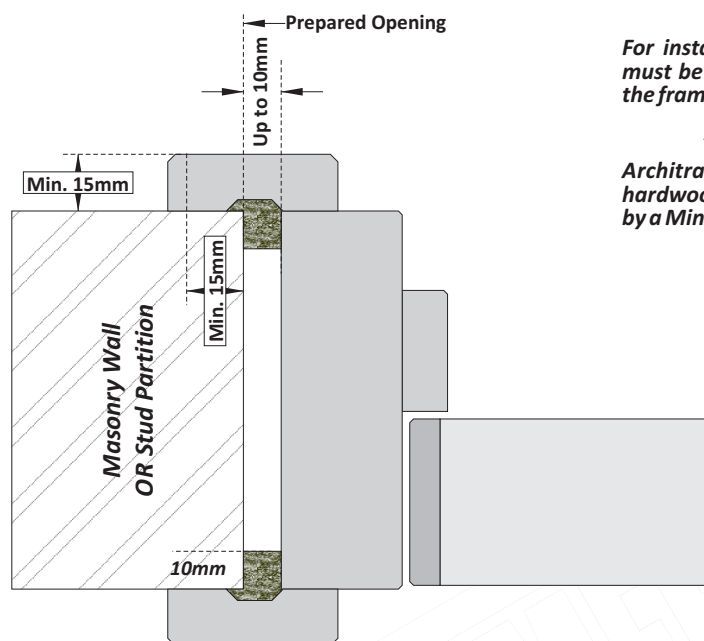 Prepared Opening
Up to 10mm
Min. 15mm
Min. 15mm
Masonry Wall
OR Stud Partition
10mm
For insta
must be
the fram
Architra
hardwoo
by a Min